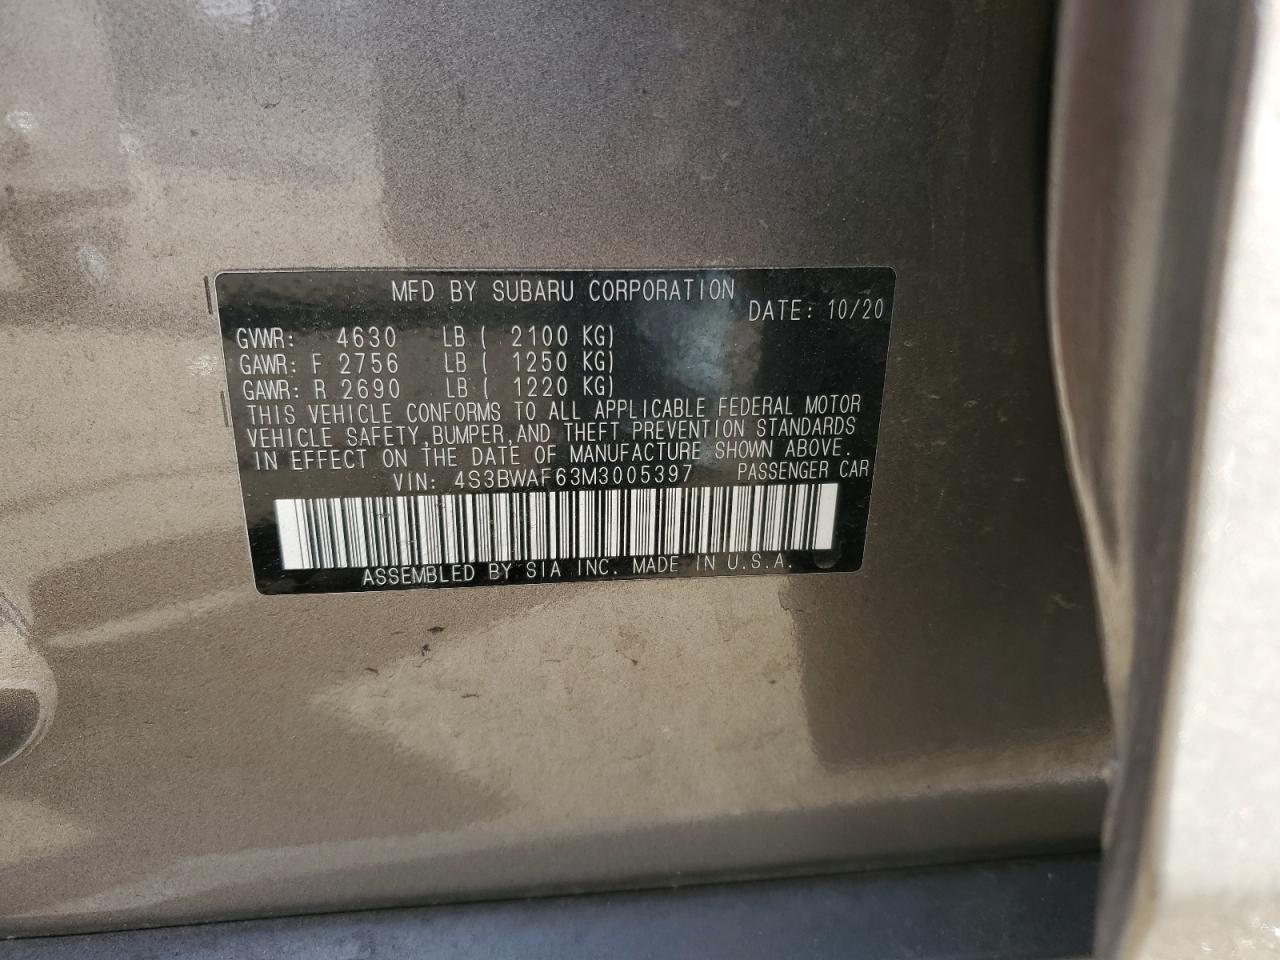 MFD BY SUBARU CORPORATION
DATE: 10/20
GVWR: 4630 LB ( 2100 KG)
GAWR: F 2756 LB ( 1250 KG)
GAWR: R 2690 LB ( 1220 KG)
THIS VEHICLE CONFORMS TO ALL APPLICABLE FEDERAL MOTOR
VEHICLE SAFETY,BUMPER,AND THEFT PREVENTION STANDARDS
IN EFFECT ON THE DATE OF MANUFACTURE SHOWN ABOVE.
VIN: 4S3BWAF63M3005397 PASSENGER CAR
ASSEMBLED BY SIA INC. MADE IN U.S.A.